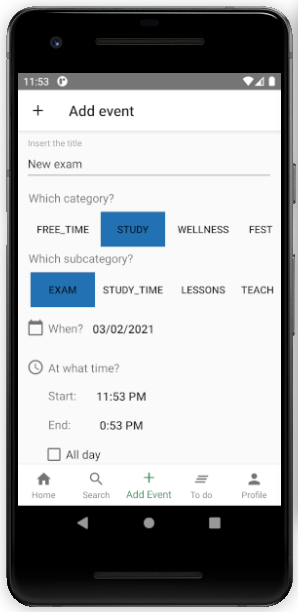 11:53
Add event
Insert the title
New exam
Which category?
FREE_TIME STUDY WELLNESS FEST
Which subcategory?
EXAM STUDY_TIME LESSONS TEACH
When? 03/02/2021
At what time?
Start: 11:53 PM
End: 0:53 PM
All day
Home Search Add Event To do Profile